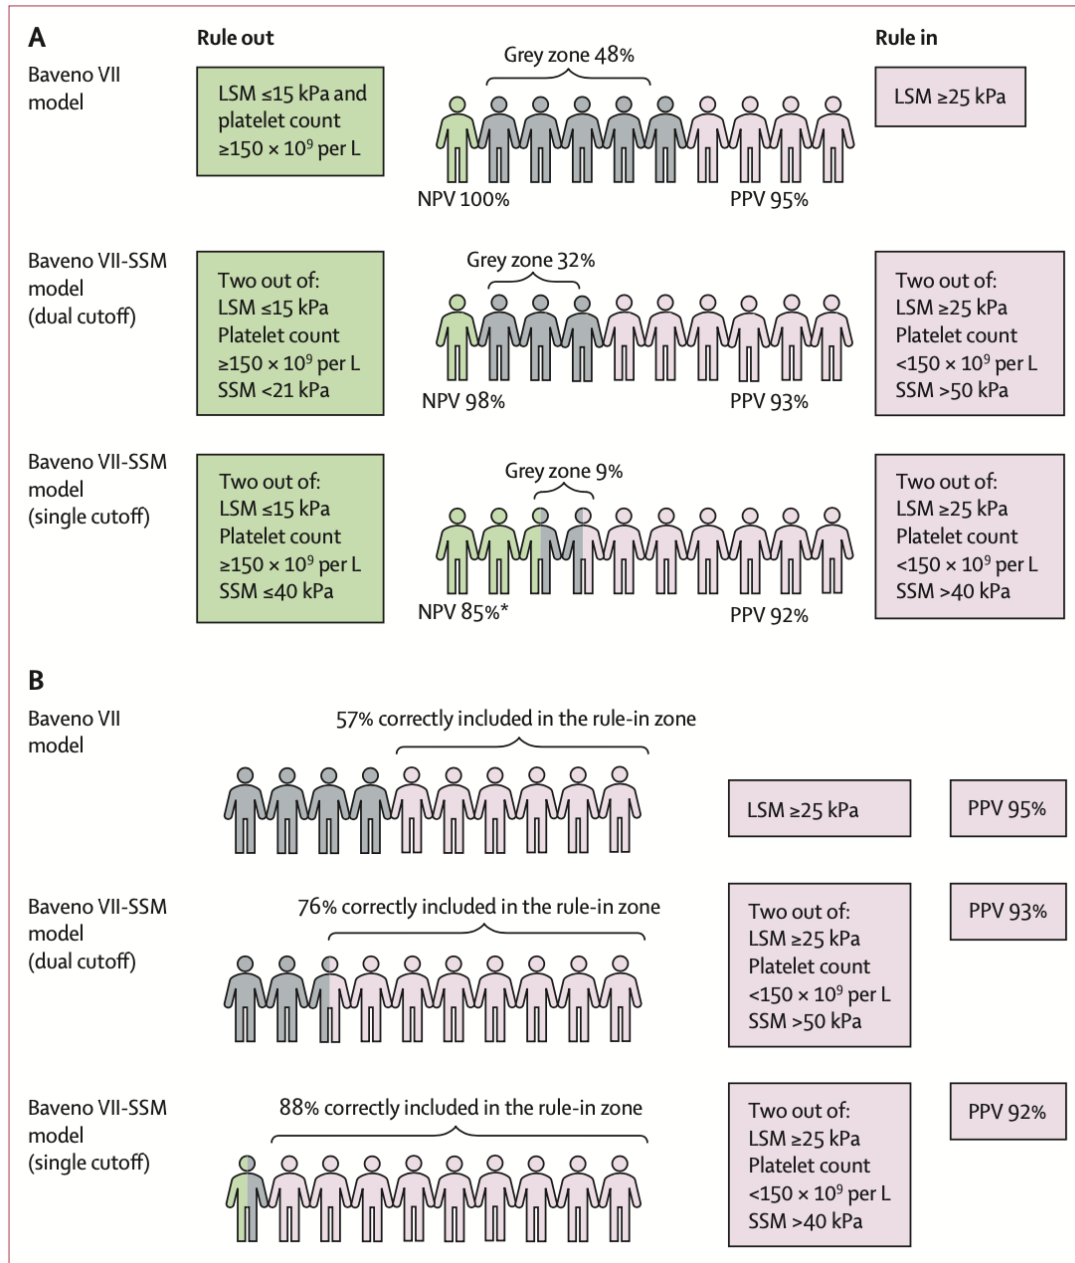 A
Rule out
Rule in
Baveno VII
model
LSM ≤15 kPa and
platelet count
≥150 × 10⁹ per L
Grey zone 48%
NPV 100%
PPV 95%
LSM ≥25 kPa
Baveno VII-SSM
model
(dual cutoff)
Two out of:
LSM ≤15 kPa
Platelet count
≥150 × 10⁹ per L
SSM <21 kPa
Grey zone 32%
NPV 98%
PPV 93%
Two out of:
LSM ≥25 kPa
Platelet count
<150 × 10⁹ per L
SSM >50 kPa
Baveno VII-SSM
model
(single cutoff)
Two out of:
LSM ≤15 kPa
Platelet count
≥150 × 10⁹ per L
SSM ≤40 kPa
Grey zone 9%
NPV 85%*
PPV 92%
Two out of:
LSM ≥25 kPa
Platelet count
<150 × 10⁹ per L
SSM >40 kPa
B
Baveno VII
model
57% correctly included in the rule-in zone
LSM ≥25 kPa
PPV 95%
Baveno VII-SSM
model
(dual cutoff)
76% correctly included in the rule-in zone
Two out of:
LSM ≥25 kPa
Platelet count
<150 × 10⁹ per L
SSM >50 kPa
PPV 93%
Baveno VII-SSM
model
(single cutoff)
88% correctly included in the rule-in zone
Two out of:
LSM ≥25 kPa
Platelet count
<150 × 10⁹ per L
SSM >40 kPa
PPV 92%